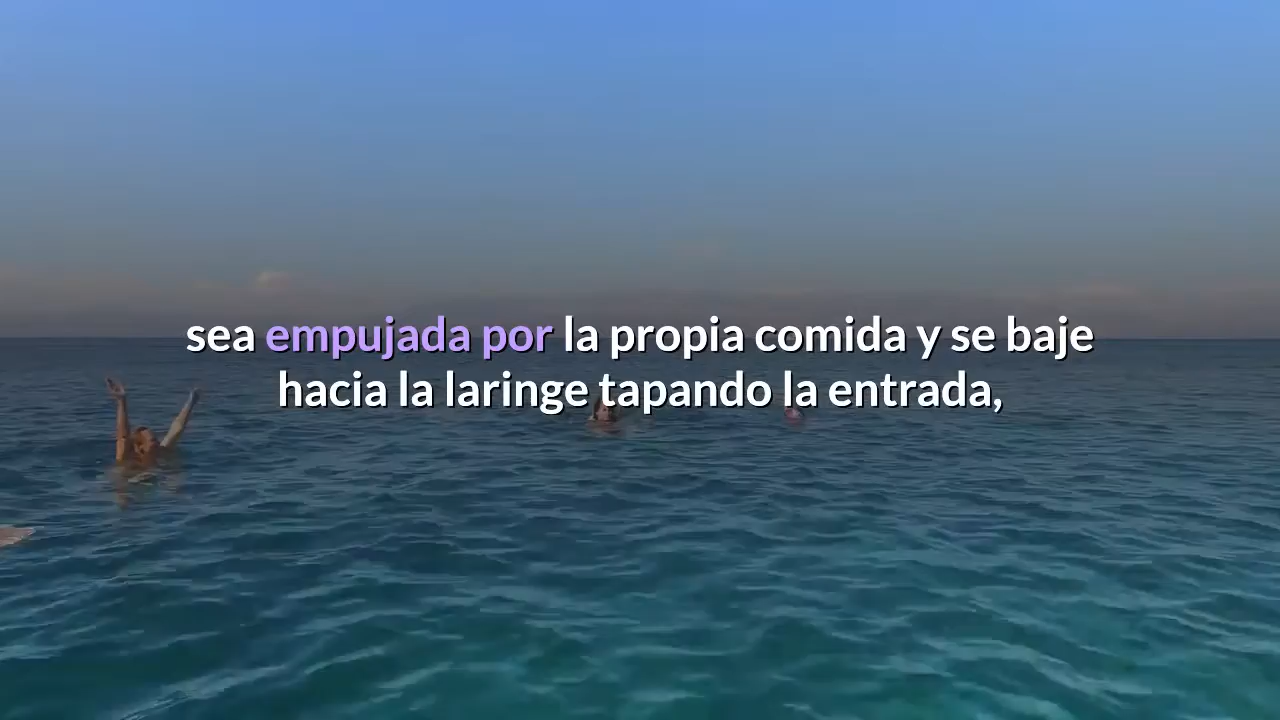 sea empujada por la propia comida y se baje
hacia la laringe tapando la entrada,